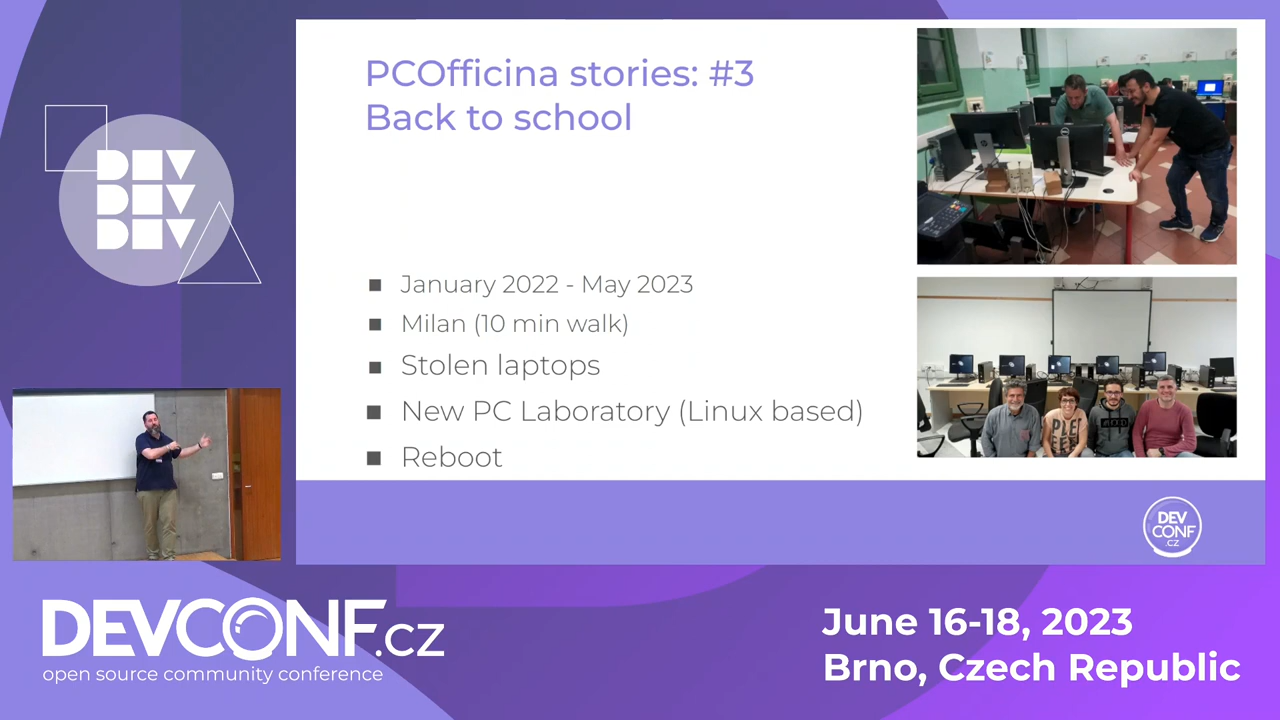 DEV
DEV
DEV
PCOfficina stories: #3
Back to school
■ January 2022 - May 2023
■ Milan (10 min walk)
■ Stolen laptops
■ New PC Laboratory (Linux based)
■ Reboot
DEV
CONF
.CZ
DEVCONF.cz
open source community conference
June 16-18, 2023
Brno, Czech Republic